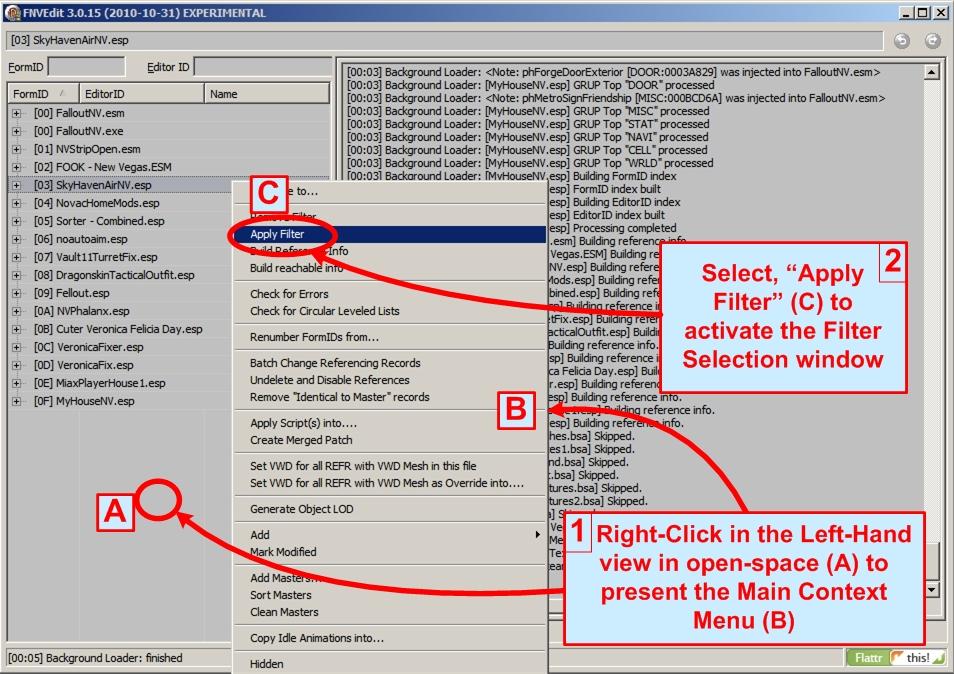 FNVEdit 3.0.15 (2010-10-31) EXPERIMENTAL
[03] SkyHavenAirNV.esp
FormID
Editor ID
FormID
EditorID
Name
[00] FalloutNV.esm
[00] FalloutNV.exe
[01] NVStripOpen.esm
[02] FOOK - New Vegas.ESM
[03] SkyHavenAirNV.esp
[04] NovacHomeMods.esp
[05] Sorter - Combined.esp
[06] noautoaim.esp
[07] Vault11TurretFix.esp
[08] DragonskinTacticalOutfit.esp
[09] Fellout.esp
[0A] NVPhalanx.esp
[0B] Cuter Veronica Felicia Day.esp
[0C] VeronicaFixer.esp
[0D] VeronicaFix.esp
[0E] MiaxPlayerHouse1.esp
[0F] MyHouseNV.esp
A
C
e to...
Remove Filter
Apply Filter
Build Reference Info
Build reachable info
Check for Errors
Check for Circular Leveled Lists
Renumber FormIDs from...
Batch Change Referencing Records
Undelete and Disable References
Remove "Identical to Master" records
B
Apply Script(s) into....
Create Merged Patch
Set VWD for all REFR with VWD Mesh in this file
Set VWD for all REFR with VWD Mesh as Override into....
Generate Object LOD
Add
Mark Modified
Add Masters...
Sort Masters
Clean Masters
Copy Idle Animations into...
Hidden
[00:03] Background Loader: <Note: phForgeDoorExterior [DOOR:0003A829] was injected into FalloutNV.esm>
[00:03] Background Loader: [MyHouseNV.esp] GRUP Top "DOOR" processed
[00:03] Background Loader: <Note: phMetroSignFriendship [MISC:000BCD6A] was injected into FalloutNV.esm>
[00:03] Background Loader: [MyHouseNV.esp] GRUP Top "MISC" processed
[00:03] Background Loader: [MyHouseNV.esp] GRUP Top "STAT" processed
[00:03] Background Loader: [MyHouseNV.esp] GRUP Top "NAVI" processed
[00:03] Background Loader: [MyHouseNV.esp] GRUP Top "CELL" processed
[00:03] Background Loader: [MyHouseNV.esp] GRUP Top "WRLD" processed
[00:03] Background Loader: [MyHouseNV.esp] Building FormID index
esp] FormID index built
esp] Building EditorID index
esp] EditorID index built
esp] Processing completed
.esm] Building reference info.
Vegas.ESM] Building re
NV.esp] Building refere
Mods.esp] Building refe
bined.esp] Building refe
esp] Building reference i
tFix.esp] Building refer
acticalOutfit.esp] Buildi
Building reference info.
sp] Building reference i
ca Felicia Day.esp] Buil
r.esp] Building referenc
esp] Building reference info.
se1.esp] Building reference info.
esp] Building reference info.
hes.bsa] Skipped.
es1.bsa] Skipped.
nd.bsa] Skipped.
.bsa] Skipped.
tures.bsa] Skipped.
tures2.bsa] Skipped.
2
Select, “Apply
Filter” (C) to
activate the Filter
Selection window
1
Right-Click in the Left-Hand
view in open-space (A) to
present the Main Context
Menu (B)
[00:05] Background Loader: finished
Flattr this!